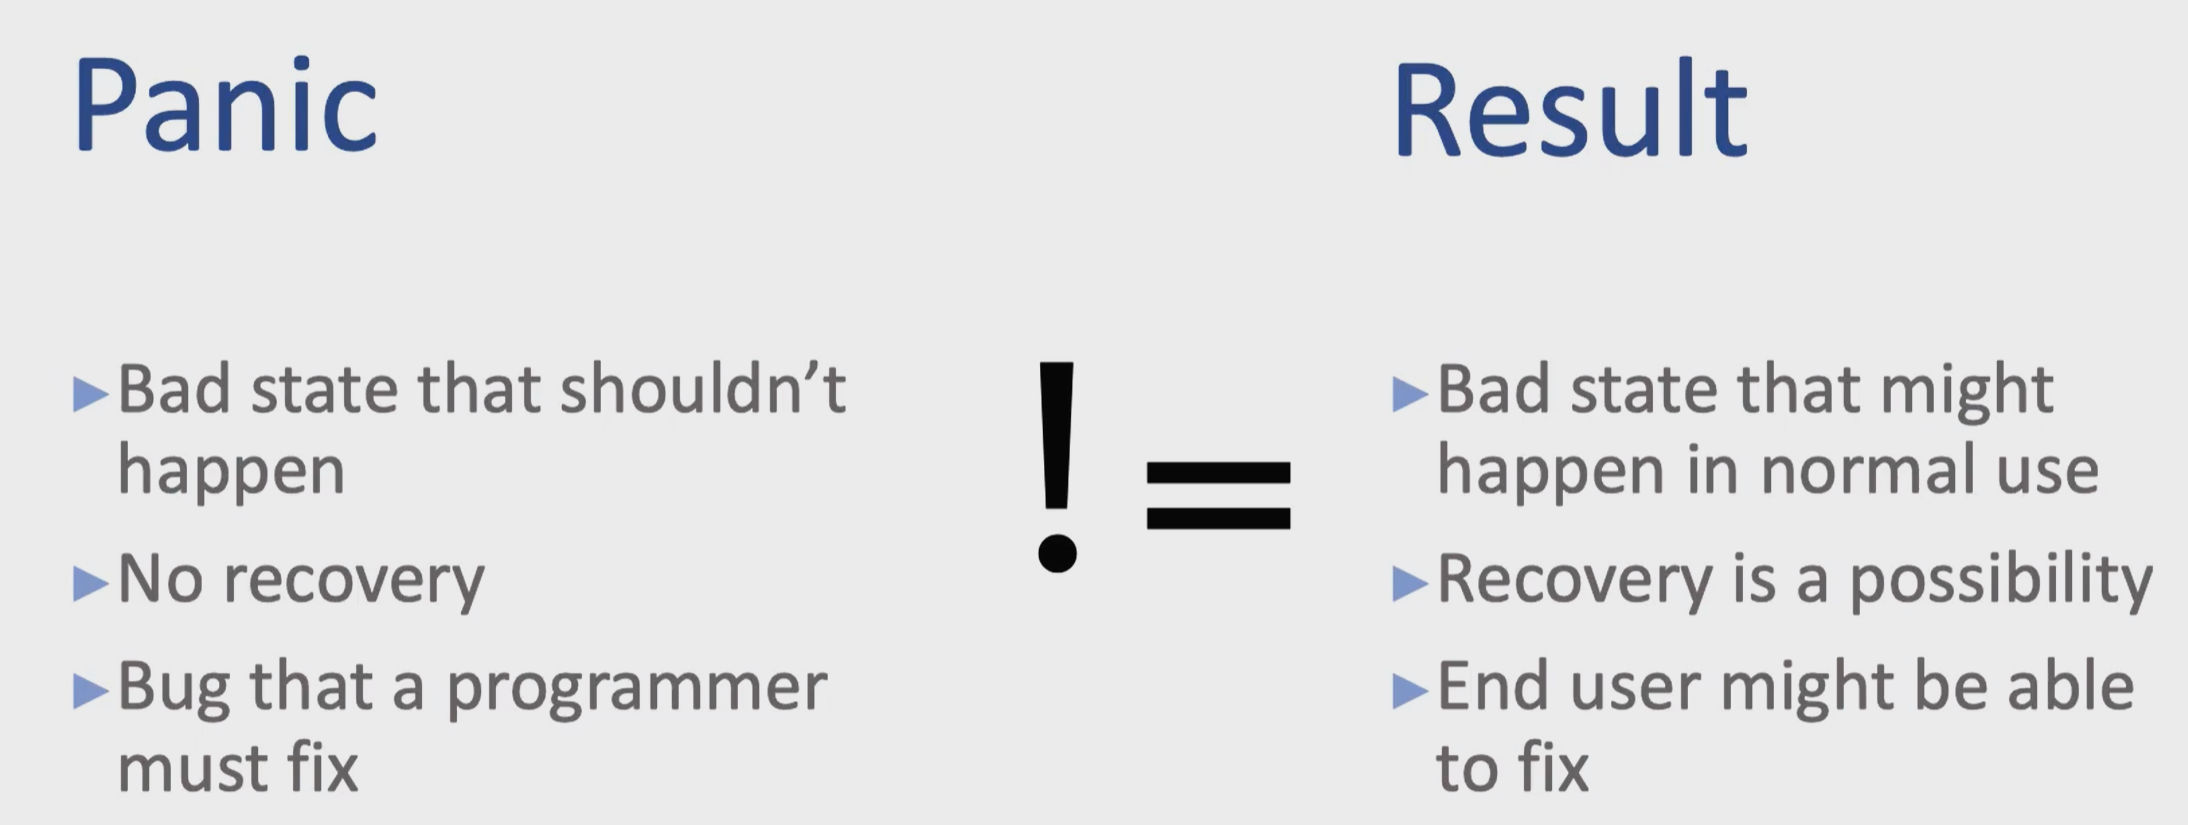 Panic
Bad state that shouldn’t
happen
No recovery
Bug that a programmer
must fix
!=
Result
Bad state that might
happen in normal use
Recovery is a possibility
End user might be able
to fix